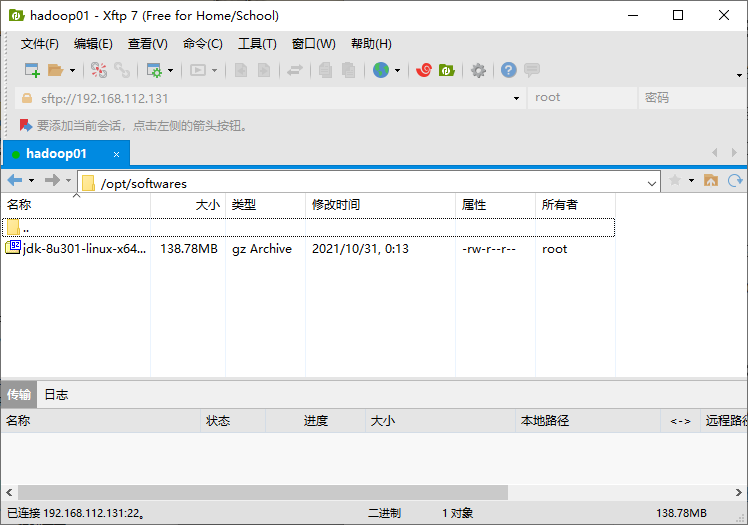 hadoop01 - Xftp 7 (Free for Home/School)
文件(F) 编辑(E) 查看(V) 命令(C) 工具(T) 窗口(W) 帮助(H)
sftp://192.168.112.131 root 密码
要添加当前会话，点击左侧的箭头按钮。
hadoop01 ×
/opt/softwares
名称 大小 类型 修改时间 属性 所有者
..
jdk-8u301-linux-x64... 138.78MB gz Archive 2021/10/31, 0:13 -rw-r--r-- root
传输 日志
名称 状态 进度 大小 本地路径 <-> 远程路径
已连接 192.168.112.131:22。 二进制 1 对象 138.78MB